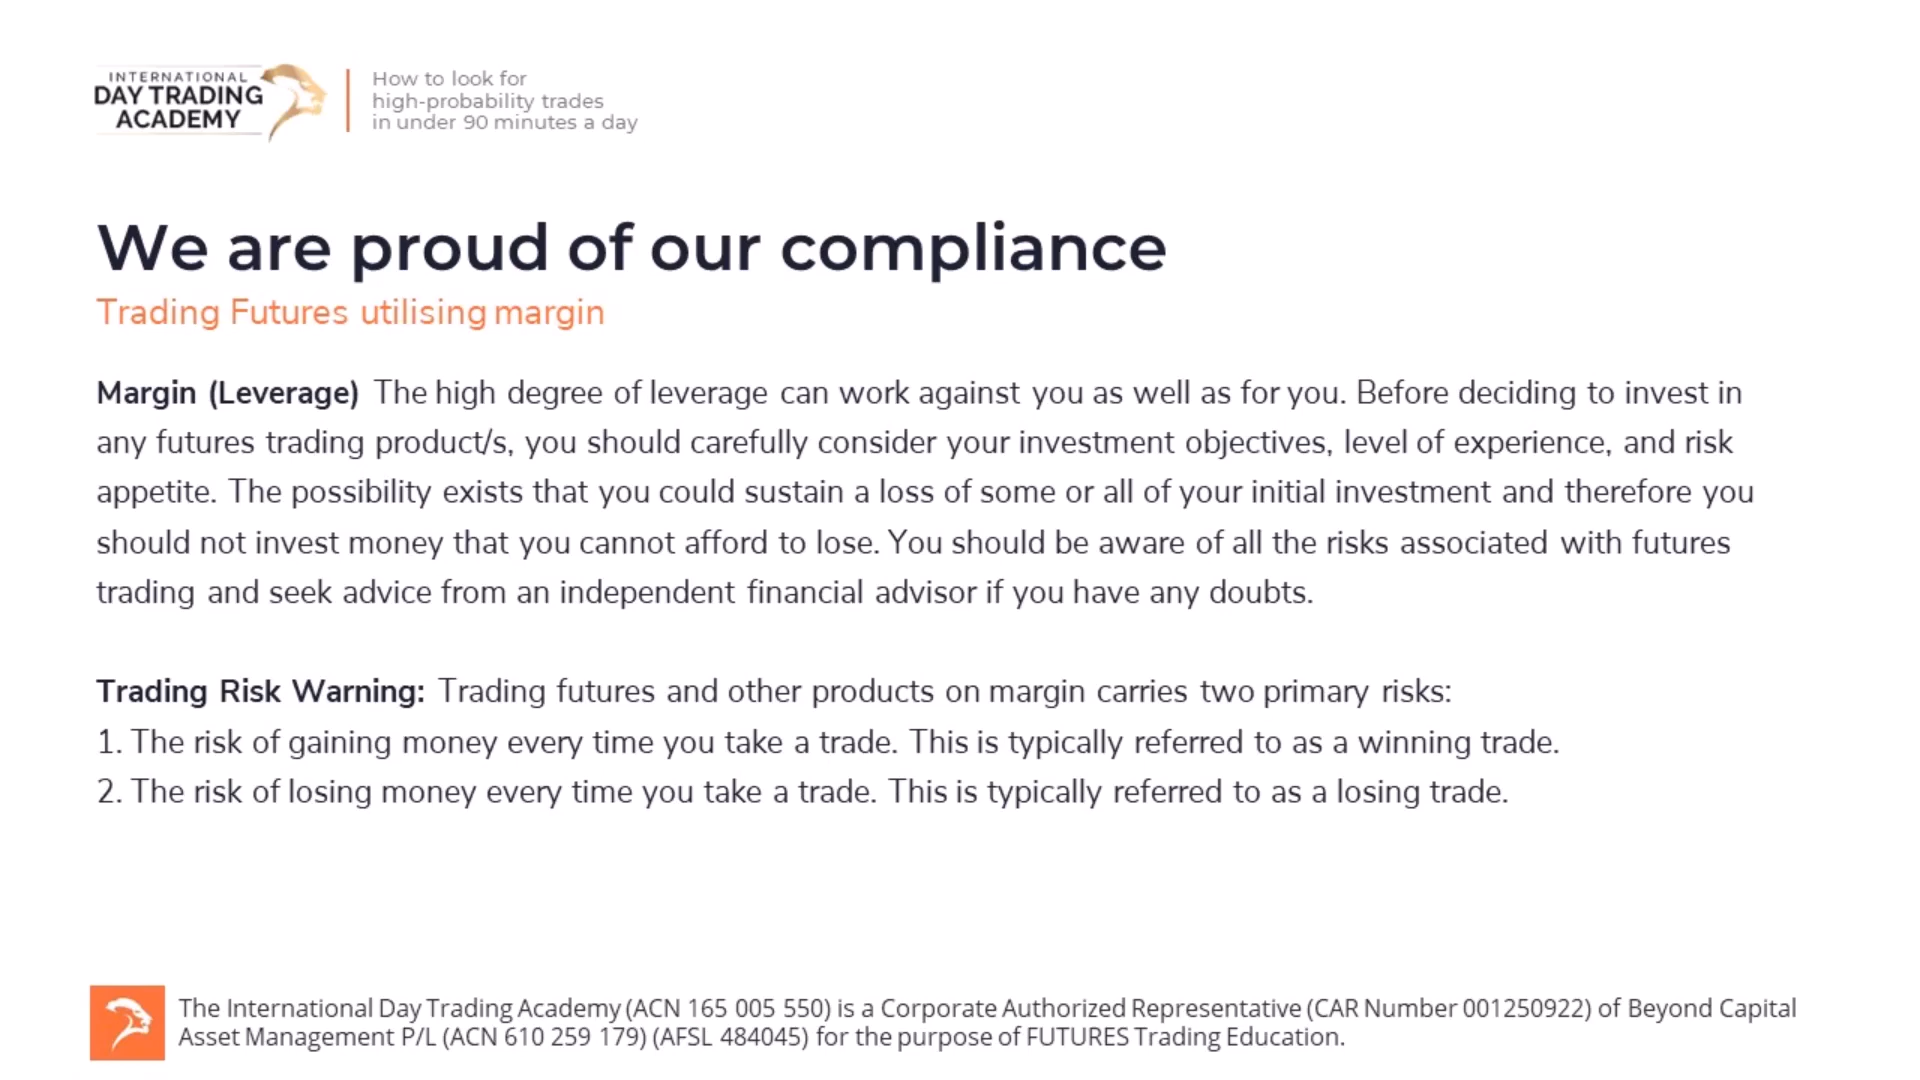 INTERNATIONAL
DAY TRADING
ACADEMY
How to look for
high-probability trades
in under 90 minutes a day
We are proud of our compliance
Trading Futures utilising margin
Margin (Leverage) The high degree of leverage can work against you as well as for you. Before deciding to invest in
any futures trading product/s, you should carefully consider your investment objectives, level of experience, and risk
appetite. The possibility exists that you could sustain a loss of some or all of your initial investment and therefore you
should not invest money that you cannot afford to lose. You should be aware of all the risks associated with futures
trading and seek advice from an independent financial advisor if you have any doubts.
Trading Risk Warning: Trading futures and other products on margin carries two primary risks:
1. The risk of gaining money every time you take a trade. This is typically referred to as a winning trade.
2. The risk of losing money every time you take a trade. This is typically referred to as a losing trade.
The International Day Trading Academy (ACN 165 005 550) is a Corporate Authorized Representative (CAR Number 001250922) of Beyond Capital
Asset Management P/L (ACN 610 259 179) (AFSL 484045) for the purpose of FUTURES Trading Education.